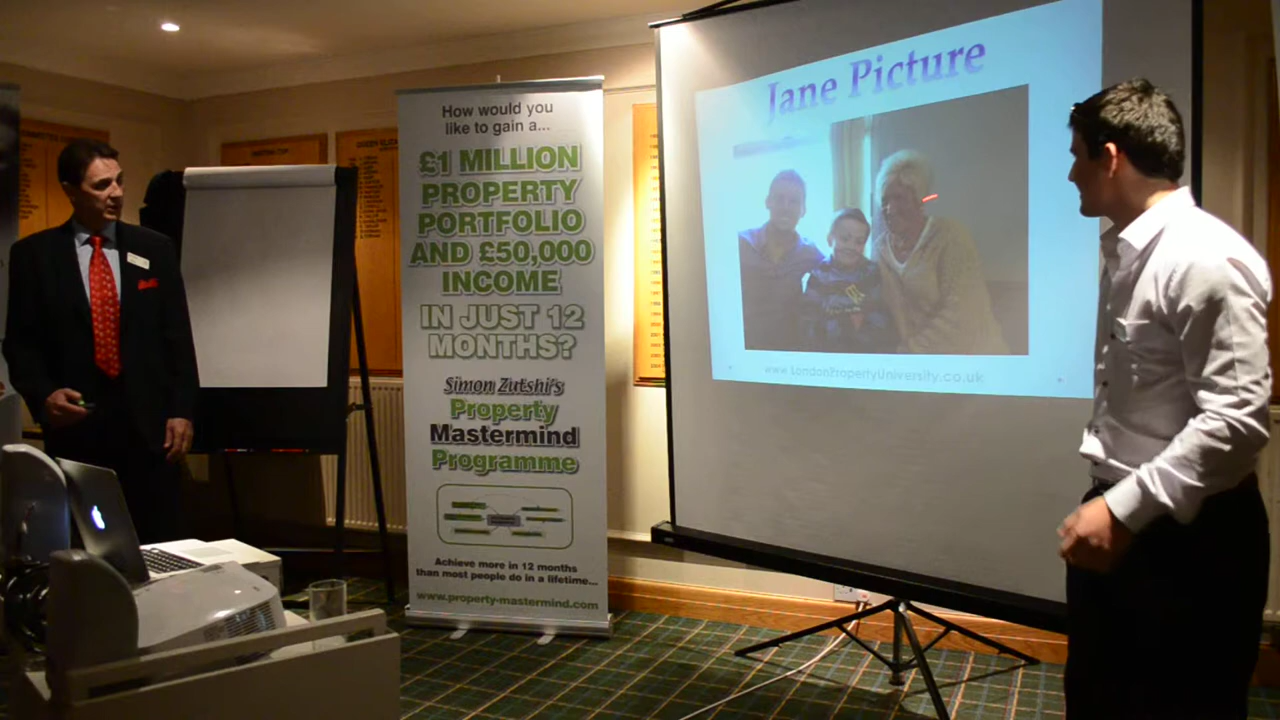 How would you
like to gain a...
£1 MILLION
PROPERTY
PORTFOLIO
AND £50,000
INCOME
IN JUST 12
MONTHS?
Simon Zutshi's
Property
Mastermind
Programme
Achieve more in 12 months
than most people do in a lifetime...
www.property-mastermind.com
Jane Picture
www.LondonPropertyUniversity.co.uk